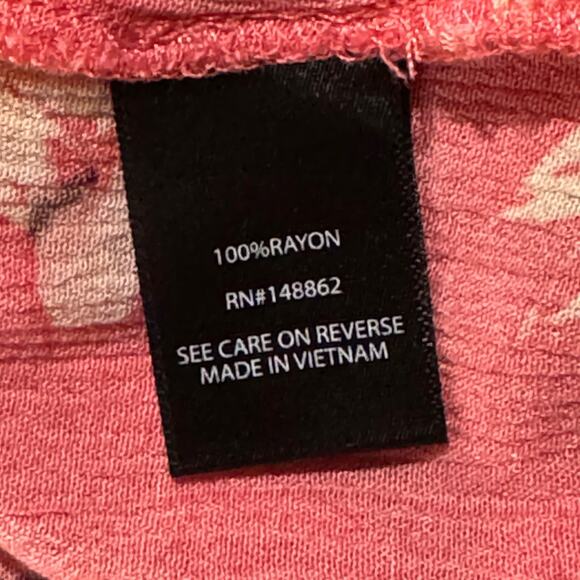 100%RAYON
RN#148862
SEE CARE ON REVERSE
MADE IN VIETNAM